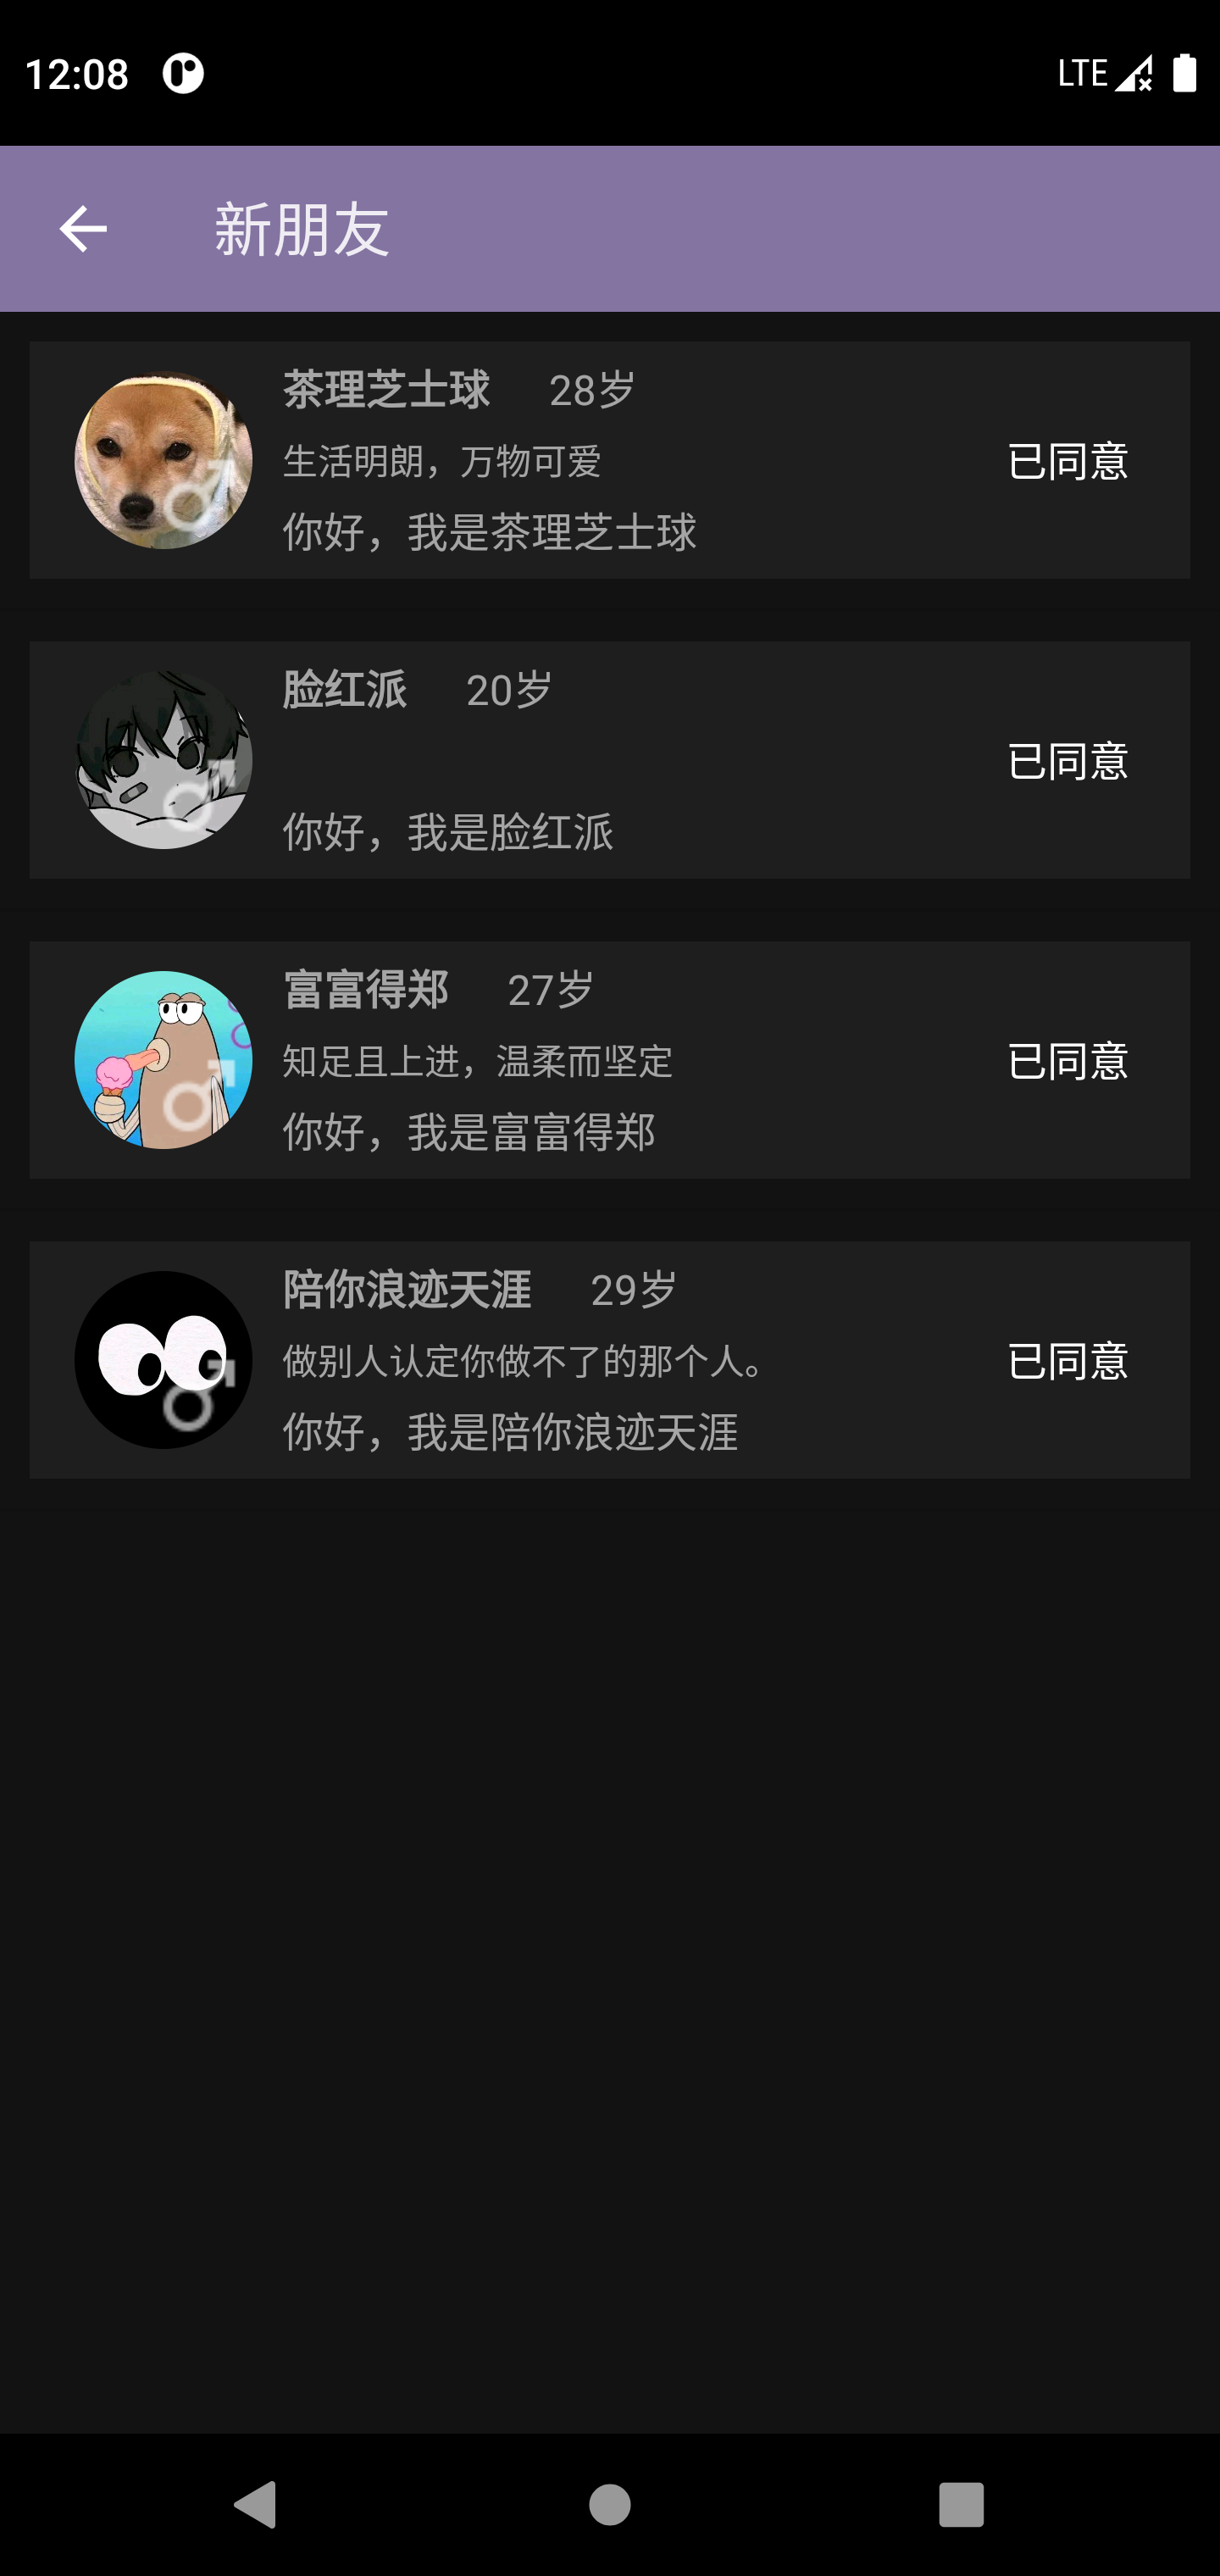 12:08
LTE
新朋友
茶理芝士球 28岁
生活明朗，万物可爱
已同意
你好，我是茶理芝士球
脸红派 20岁
已同意
你好，我是脸红派
富富得郑 27岁
知足且上进，温柔而坚定
已同意
你好，我是富富得郑
陪你浪迹天涯 29岁
做别人认定你做不了的那个人。
已同意
你好，我是陪你浪迹天涯